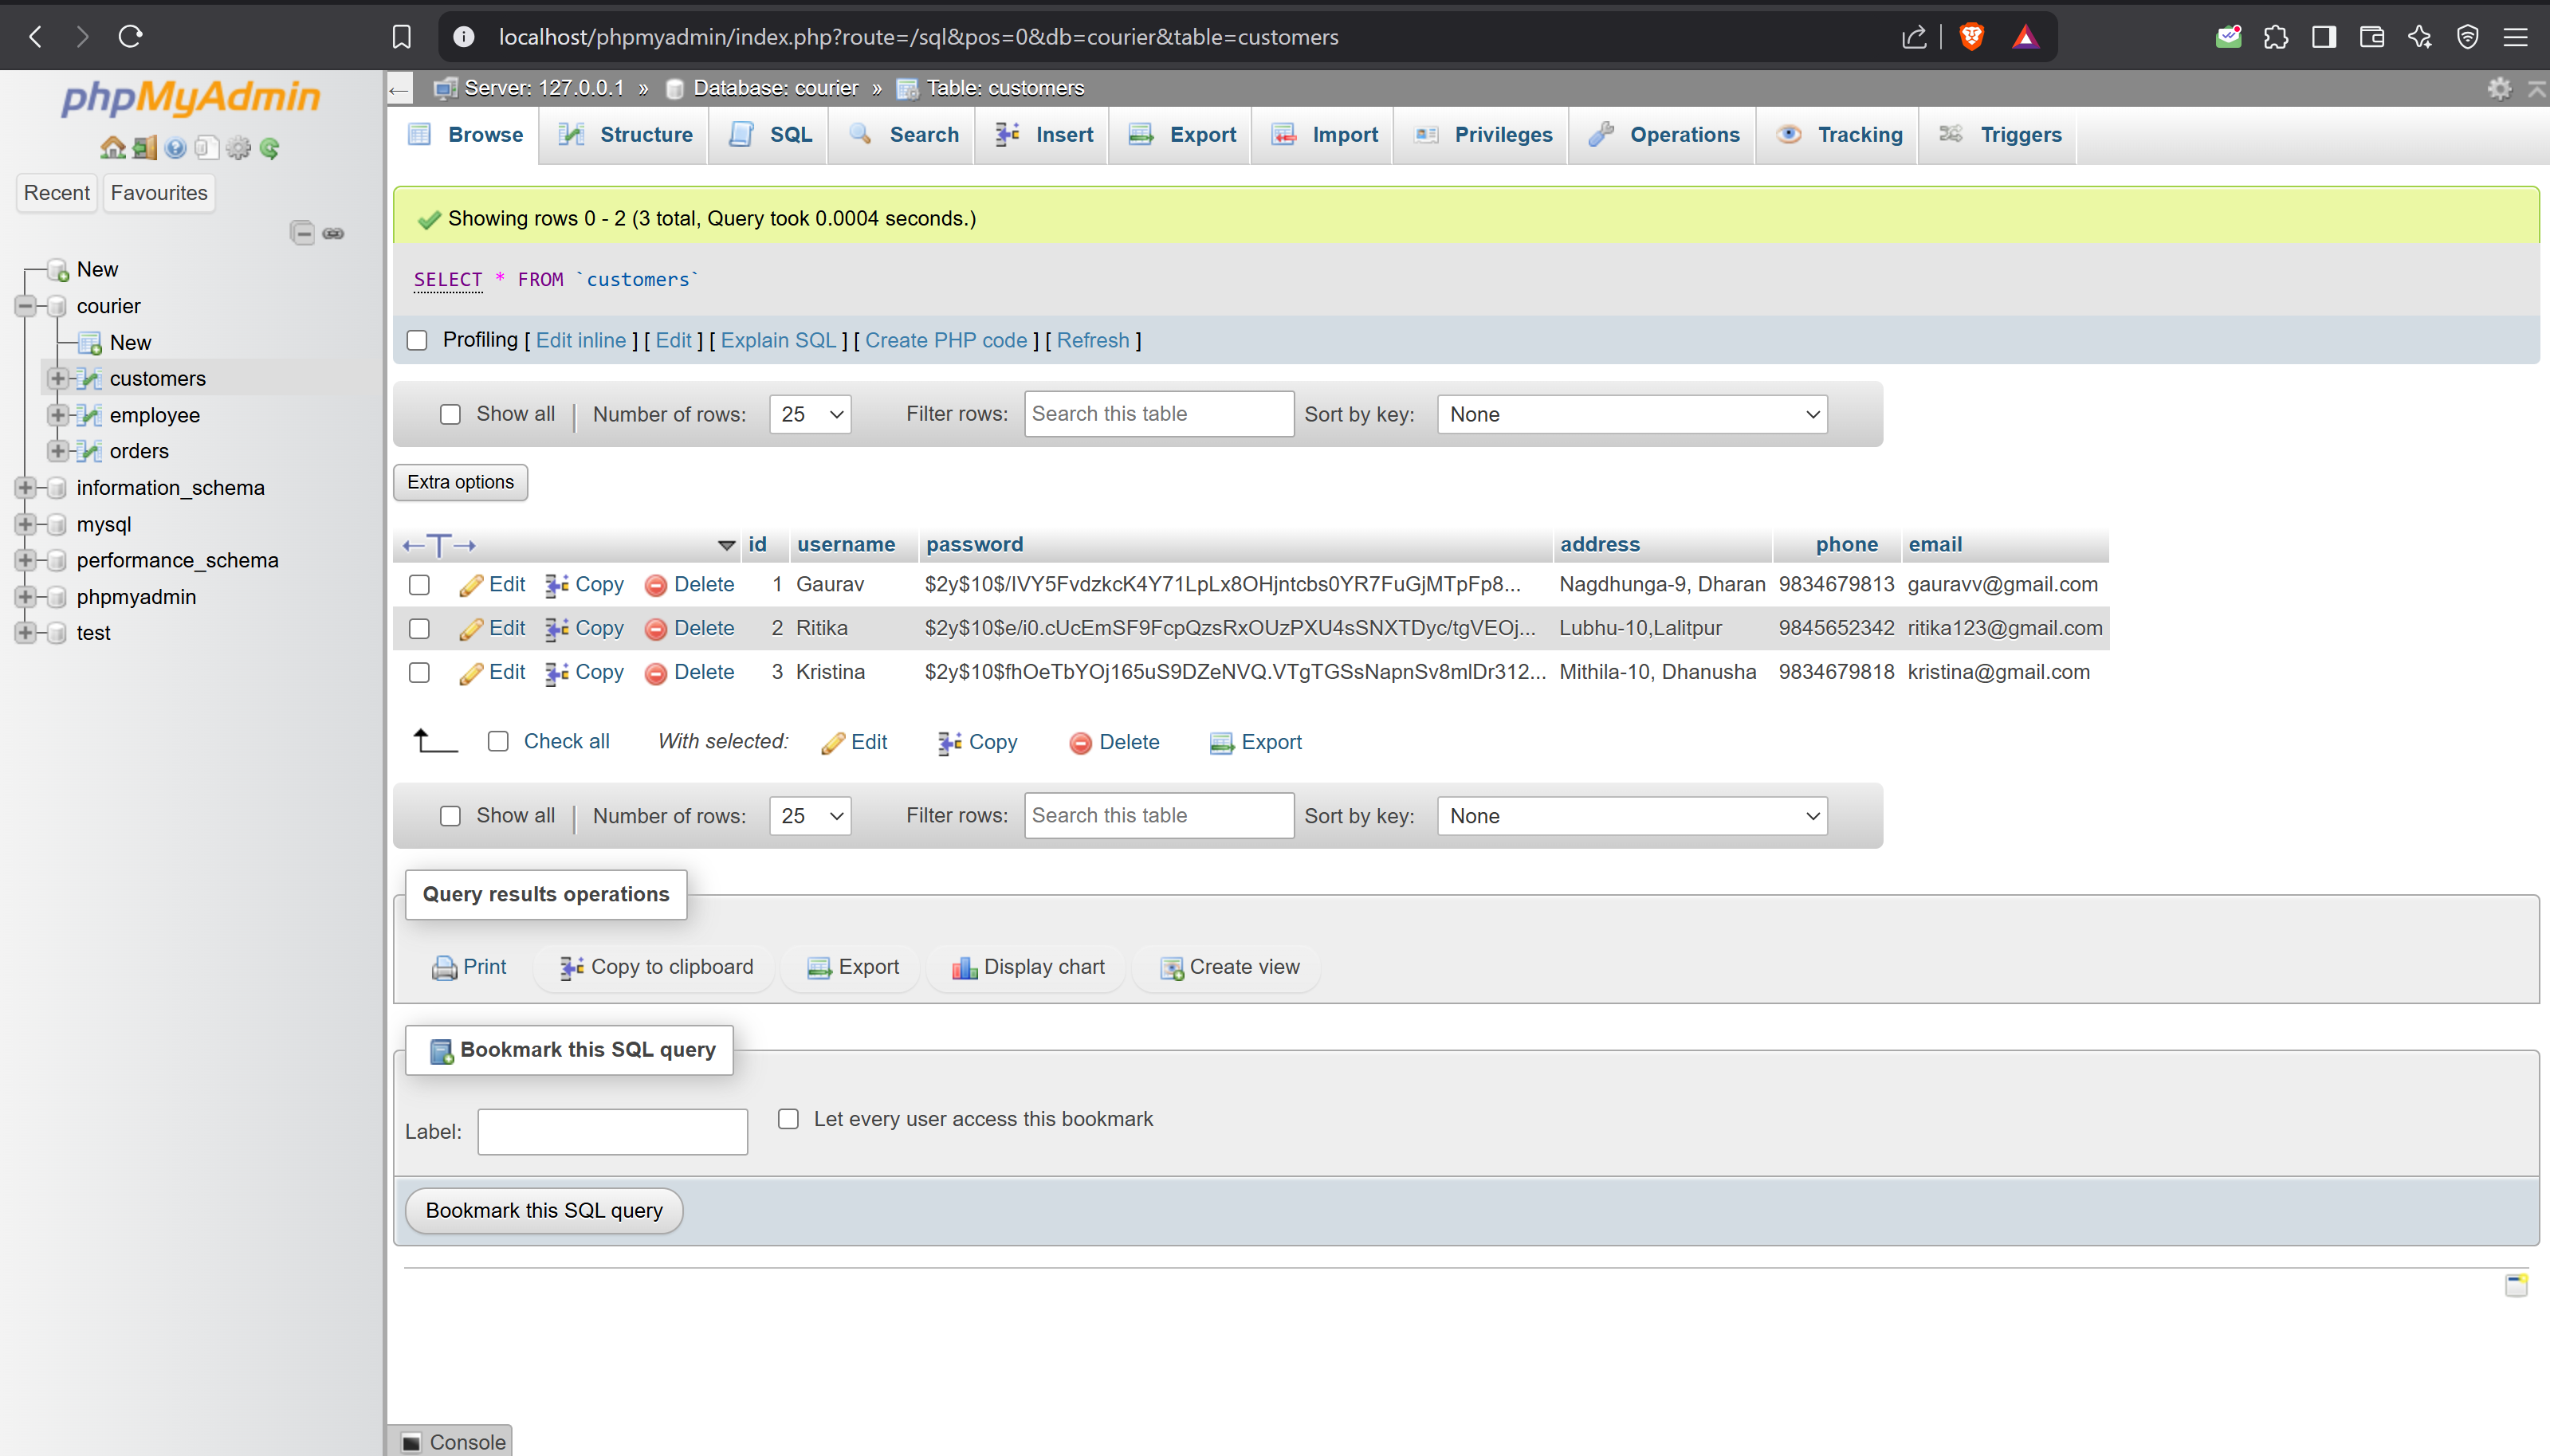 localhost/phpmyadmin/index.php?route=/sql&pos=0&db=courier&table=customers
phpMyAdmin
Recent Favourites
New
courier
New
customers
employee
orders
information_schema
mysql
performance_schema
phpmyadmin
test
Server: 127.0.0.1 » Database: courier » Table: customers
Browse Structure SQL Search Insert Export Import Privileges Operations Tracking Triggers
Showing rows 0 - 2 (3 total, Query took 0.0004 seconds.)
SELECT * FROM `customers`
Profiling [ Edit inline ] [ Edit ] [ Explain SQL ] [ Create PHP code ] [ Refresh ]
Show all | Number of rows: 25 Filter rows: Search this table Sort by key: None
Extra options
←T→ id username password address phone email
Edit Copy Delete 1 Gaurav $2y$10$/IVY5FvdzkcK4Y71LpLx8OHjntcbs0YR7FuGjMTpFp8... Nagdhunga-9, Dharan 9834679813 gauravv@gmail.com
Edit Copy Delete 2 Ritika $2y$10$e/i0.cUcEmSF9FcpQzsRxOUzPXU4sSNXTDyc/tgVEOj... Lubhu-10,Lalitpur 9845652342 ritika123@gmail.com
Edit Copy Delete 3 Kristina $2y$10$fhOeTbYOj165uS9DZeNVQ.VTgTGSsNapnSv8mlDr312... Mithila-10, Dhanusha 9834679818 kristina@gmail.com
Check all With selected: Edit Copy Delete Export
Show all | Number of rows: 25 Filter rows: Search this table Sort by key: None
Query results operations
Print Copy to clipboard Export Display chart Create view
Bookmark this SQL query
Label: Let every user access this bookmark
Bookmark this SQL query
Console